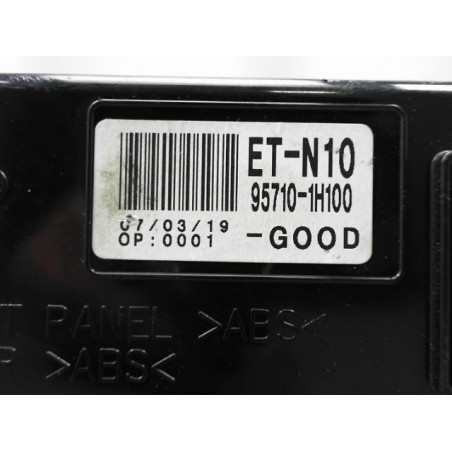 ET-N10
95710-1H100
07/03/19
OP:0001
-GOOD
PANEL >ABS<
>ABS<